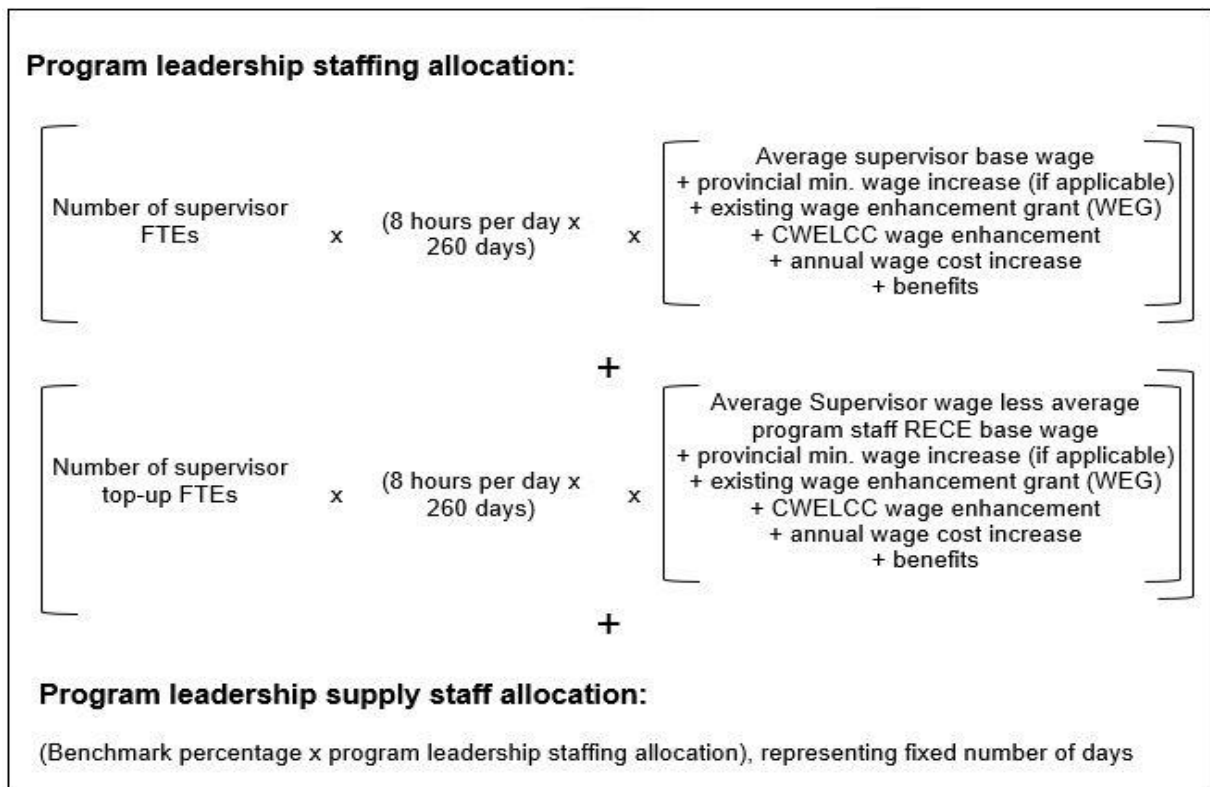 Program leadership staffing allocation:
Number of supervisor
FTEs
x
(8 hours per day x
260 days)
x
Average supervisor base wage
+ provincial min. wage increase (if applicable)
+ existing wage enhancement grant (WEG)
+ CWELCC wage enhancement
+ annual wage cost increase
+ benefits
+
Number of supervisor
top-up FTEs
x
(8 hours per day x
260 days)
x
Average Supervisor wage less average
program staff RECE base wage
+ provincial min. wage increase (if applicable)
+ existing wage enhancement grant (WEG)
+ CWELCC wage enhancement
+ annual wage cost increase
+ benefits
+
Program leadership supply staff allocation:
(Benchmark percentage x program leadership staffing allocation), representing fixed number of days